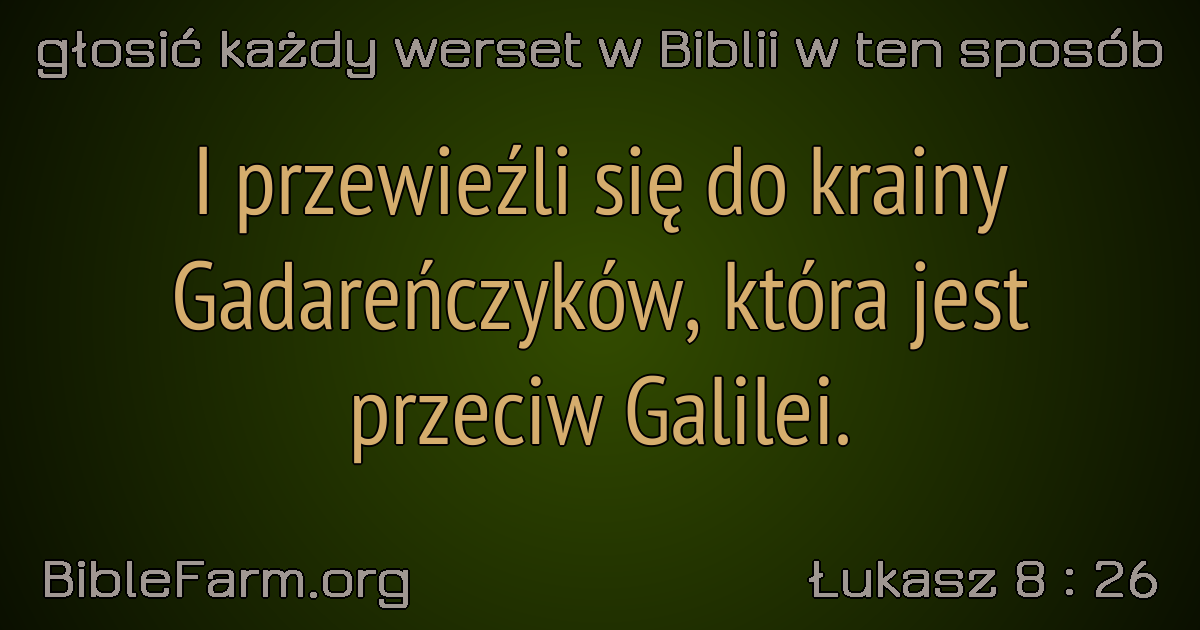 głosić każdy werset w Biblii w ten sposób
I przewieźli się do krainy
Gadareńczyków, która jest
przeciw Galilei.
BibleFarm.org
Łukasz 8 : 26